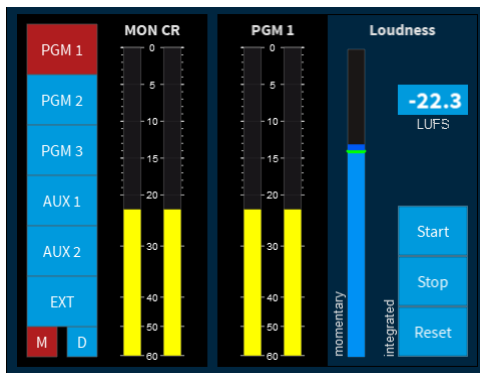 MON CR
PGM 1
Loudness
PGM 1
PGM 2
PGM 3
AUX 1
AUX 2
EXT
M
D
0
5
10
15
20
30
40
50
60
0
5
10
15
20
30
40
50
60
momentary
integrated
-22.3
LUFS
Start
Stop
Reset